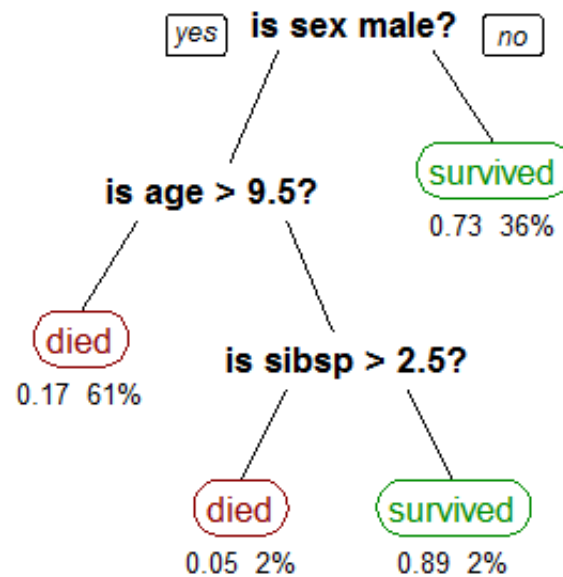 yes is sex male? no
survived
is age > 9.5?
0.73 36%
died
is sibsp > 2.5?
0.17 61%
died survived
0.05 2% 0.89 2%